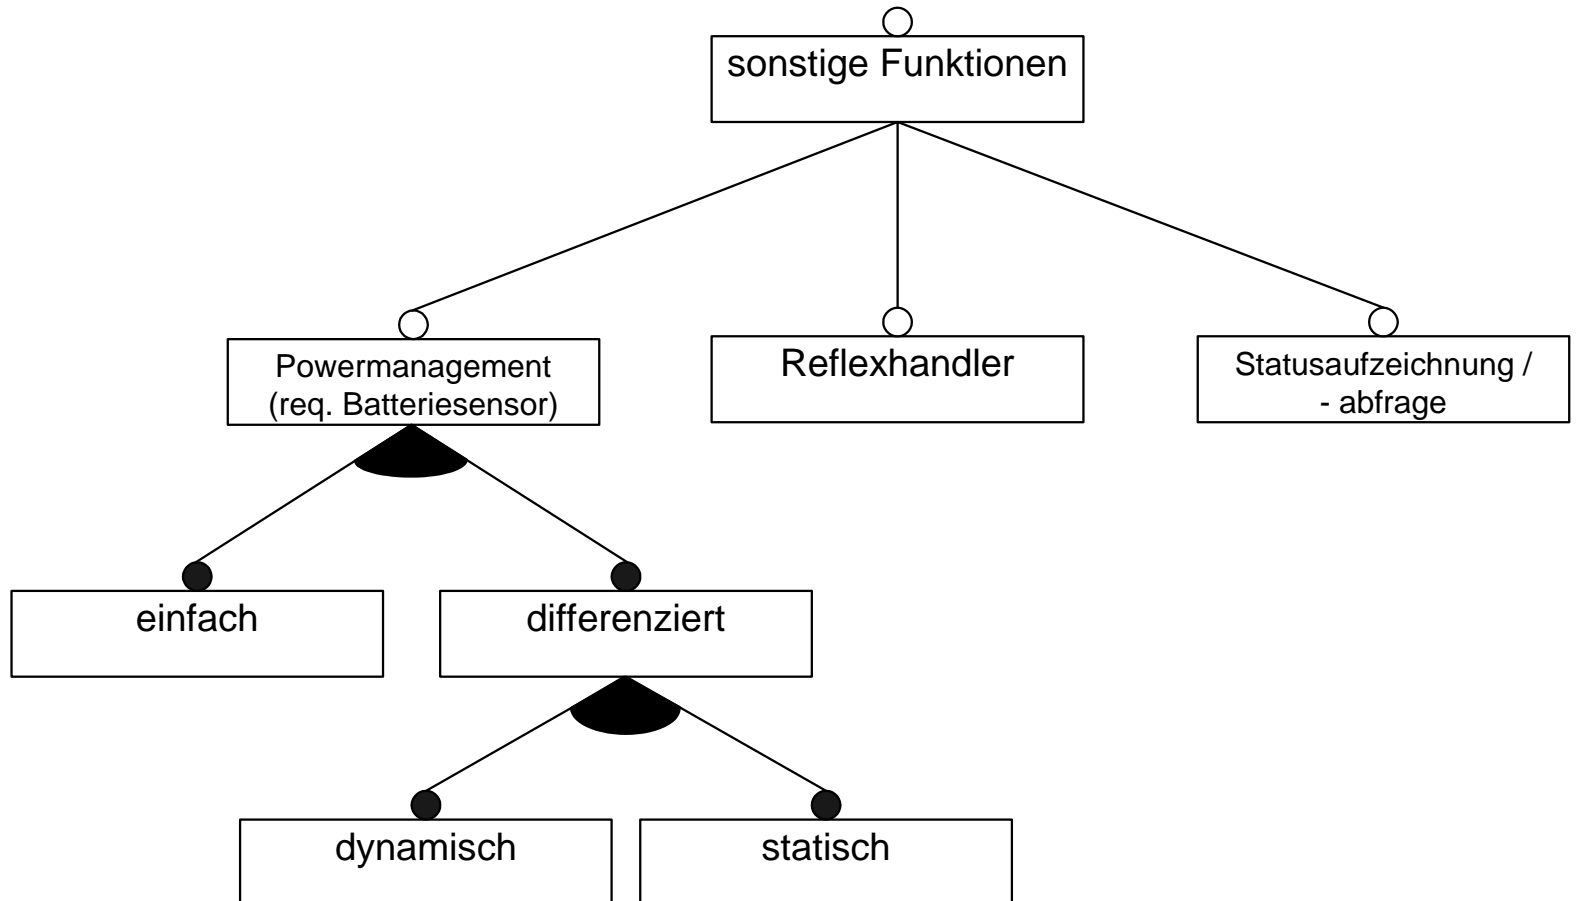 sonstige Funktionen
Powermanagement
(req. Batteriesensor)
Reflexhandler
Statusaufzeichnung /
- abfrage
einfach
differenziert
dynamisch
statisch